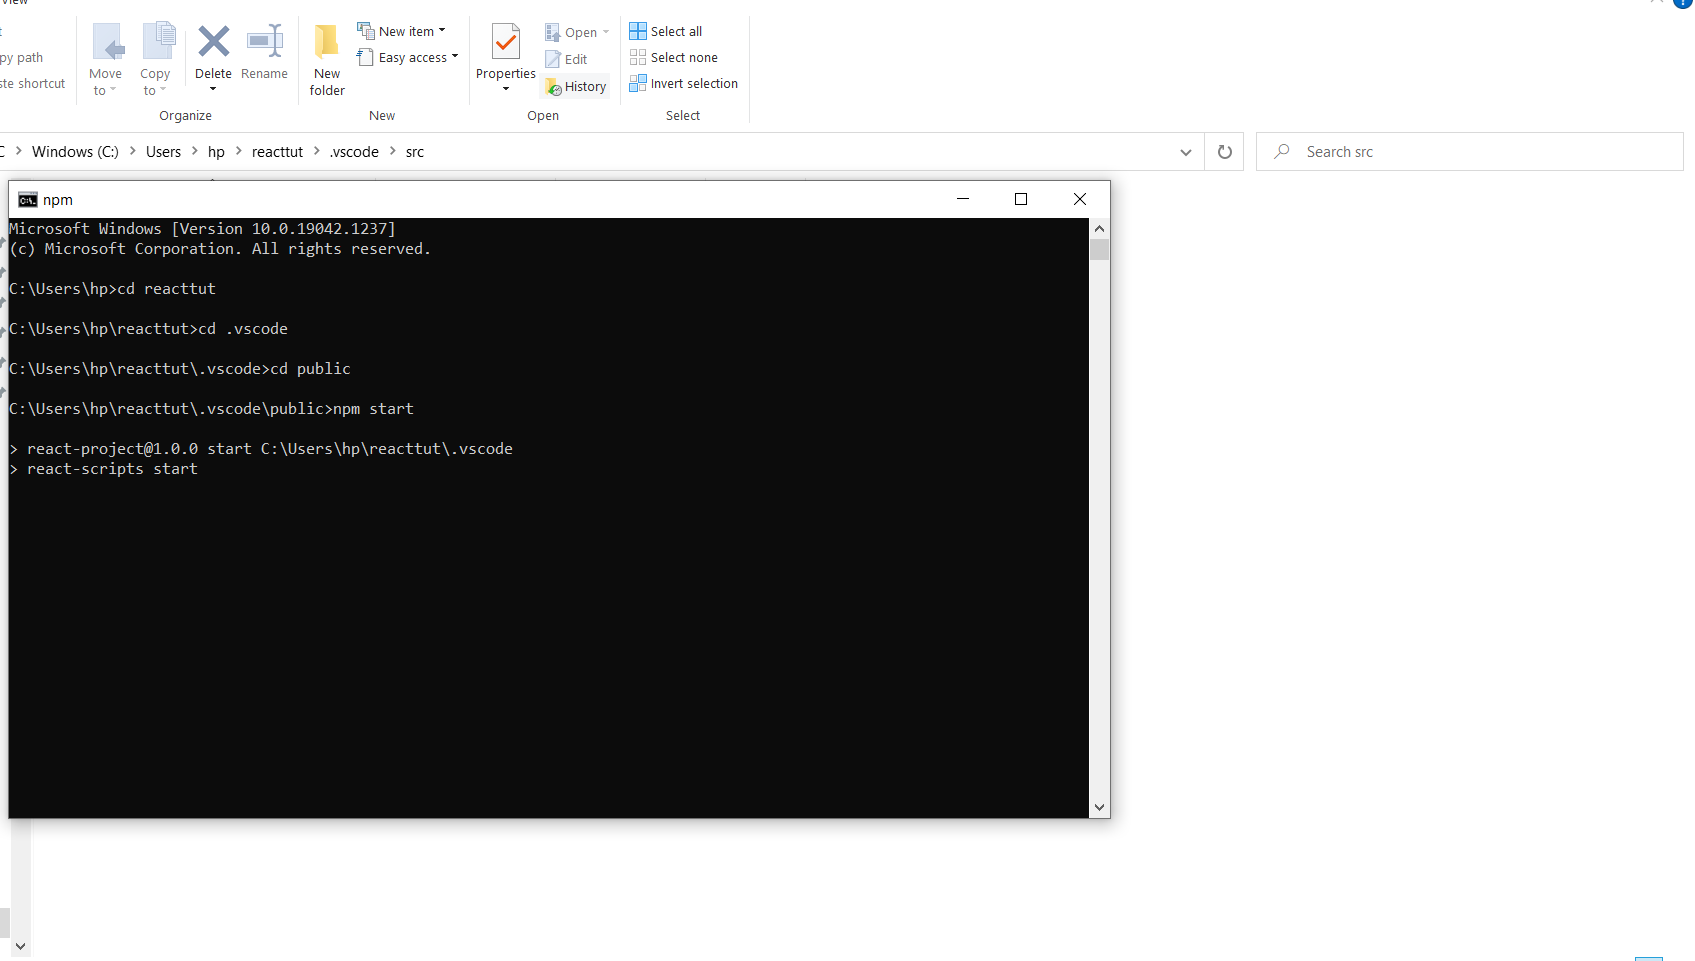 View
py path
ste shortcut
Move to
Copy to
Delete
Rename
Organize
New folder
New item
Easy access
New
Properties
Open
Edit
History
Open
Select all
Select none
Invert selection
Select
Windows (C:) > Users > hp > reacttut > .vscode > src
Search src
npm
Microsoft Windows [Version 10.0.19042.1237]
(c) Microsoft Corporation. All rights reserved.
C:\Users\hp>cd reacttut
C:\Users\hp\reacttut>cd .vscode
C:\Users\hp\reacttut\.vscode>cd public
C:\Users\hp\reacttut\.vscode\public>npm start
> react-project@1.0.0 start C:\Users\hp\reacttut\.vscode
> react-scripts start